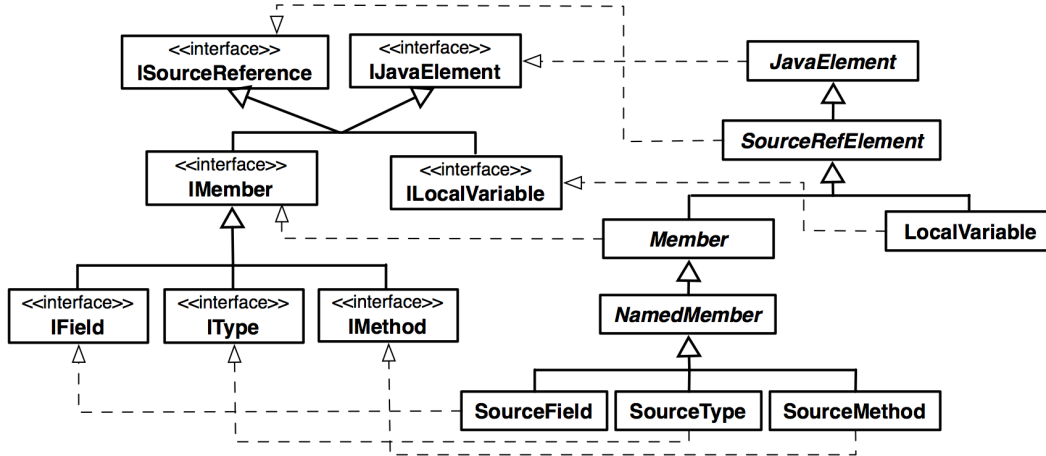 <<interface>>
ISourceReference
<<interface>>
IJavaElement
JavaElement
SourceRefElement
<<interface>>
IMember
<<interface>>
ILocalVariable
Member
LocalVariable
<<interface>>
IField
<<interface>>
IType
<<interface>>
IMethod
NamedMember
SourceField
SourceType
SourceMethod